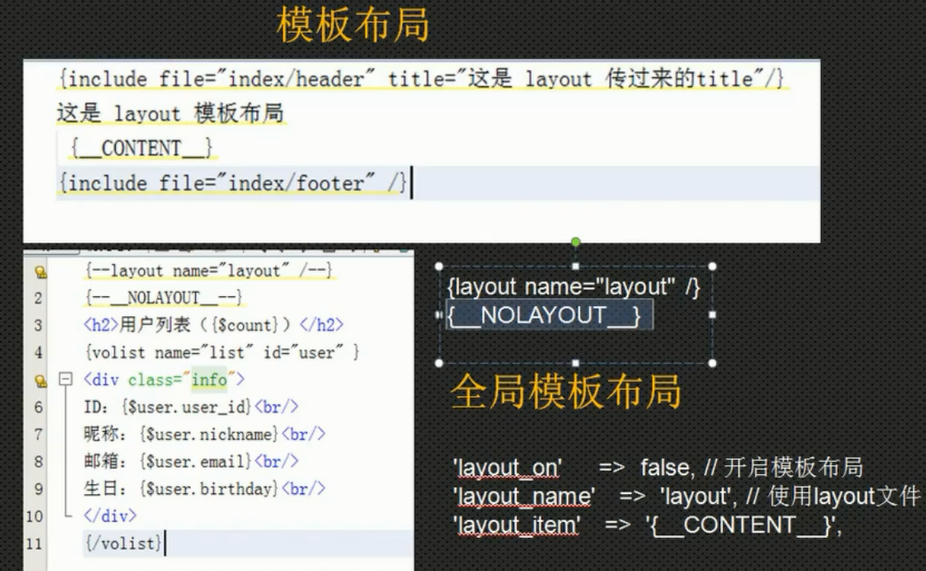 模板布局
{include file="index/header" title="这是 layout 传过来的title"/}
这是 layout 模板布局
{__CONTENT__}
{include file="index/footer" /}
{--layout name="layout" /--}
2 {--__NOLAYOUT__--}
3 <h2>用户列表（{$count}）</h2>
4 {volist name="list" id="user" }
<div class="info">
6 ID：{$user.user_id}<br/>
7 昵称：{$user.nickname}<br/>
8 邮箱：{$user.email}<br/>
9 生日：{$user.birthday}<br/>
10 </div>
11 {/volist}
{layout name="layout" /}
{__NOLAYOUT__}
全局模板布局
'layout_on' => false, // 开启模板布局
'layout_name' => 'layout', // 使用layout文件
'layout_item' => '{__CONTENT__}',